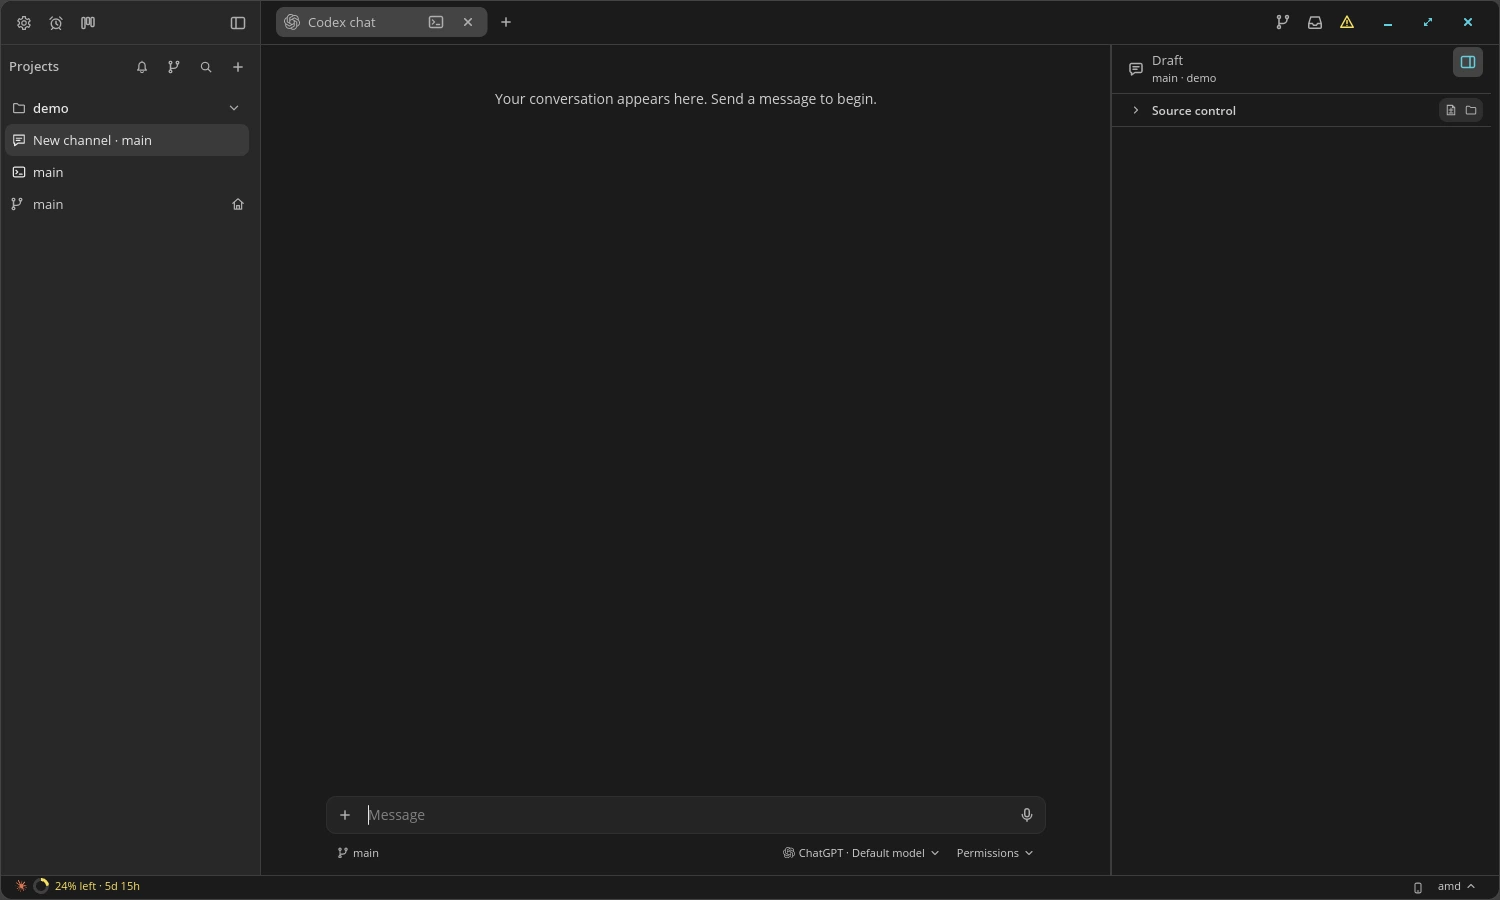 Codex chat
Projects
demo
New channel · main
main
main
Your conversation appears here. Send a message to begin.
Draft
main · demo
Source control
Message
main
ChatGPT · Default model
Permissions
24% left · 5d 15h
amd